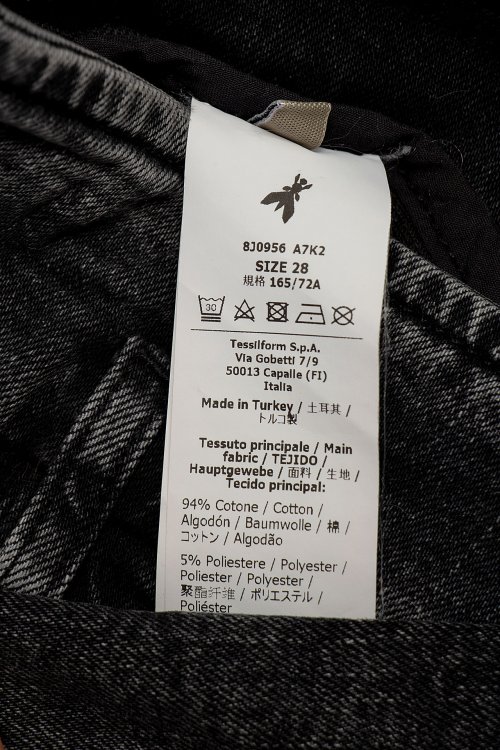 8J0956 A7K2
SIZE 28
規格 165/72A
30
Tessilform S.p.A.
Via Gobetti 7/9
50013 Capalle (FI)
Italia
Made in Turkey / 土耳其 /
トルコ製
Tessuto principale / Main
fabric / TEJIDO /
Hauptgewebe / 面料 / 生地 /
Tecido principal:
94% Cotone / Cotton /
Algodón / Baumwolle / 棉 /
コットン / Algodão
5% Poliestere / Polyester /
Poliester / Polyester /
聚酯纤维 / ポリエステル /
Poliéster